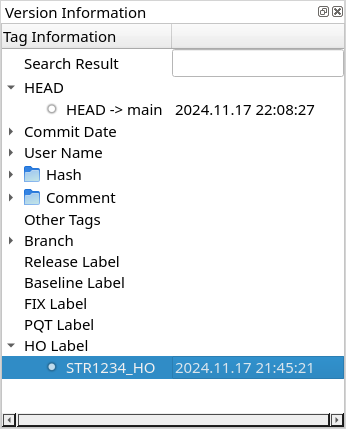 Version Information
Tag Information
Search Result
HEAD
HEAD -> main 2024.11.17 22:08:27
Commit Date
User Name
Hash
Comment
Other Tags
Branch
Release Label
Baseline Label
FIX Label
PQT Label
HO Label
STR1234_HO 2024.11.17 21:45:21